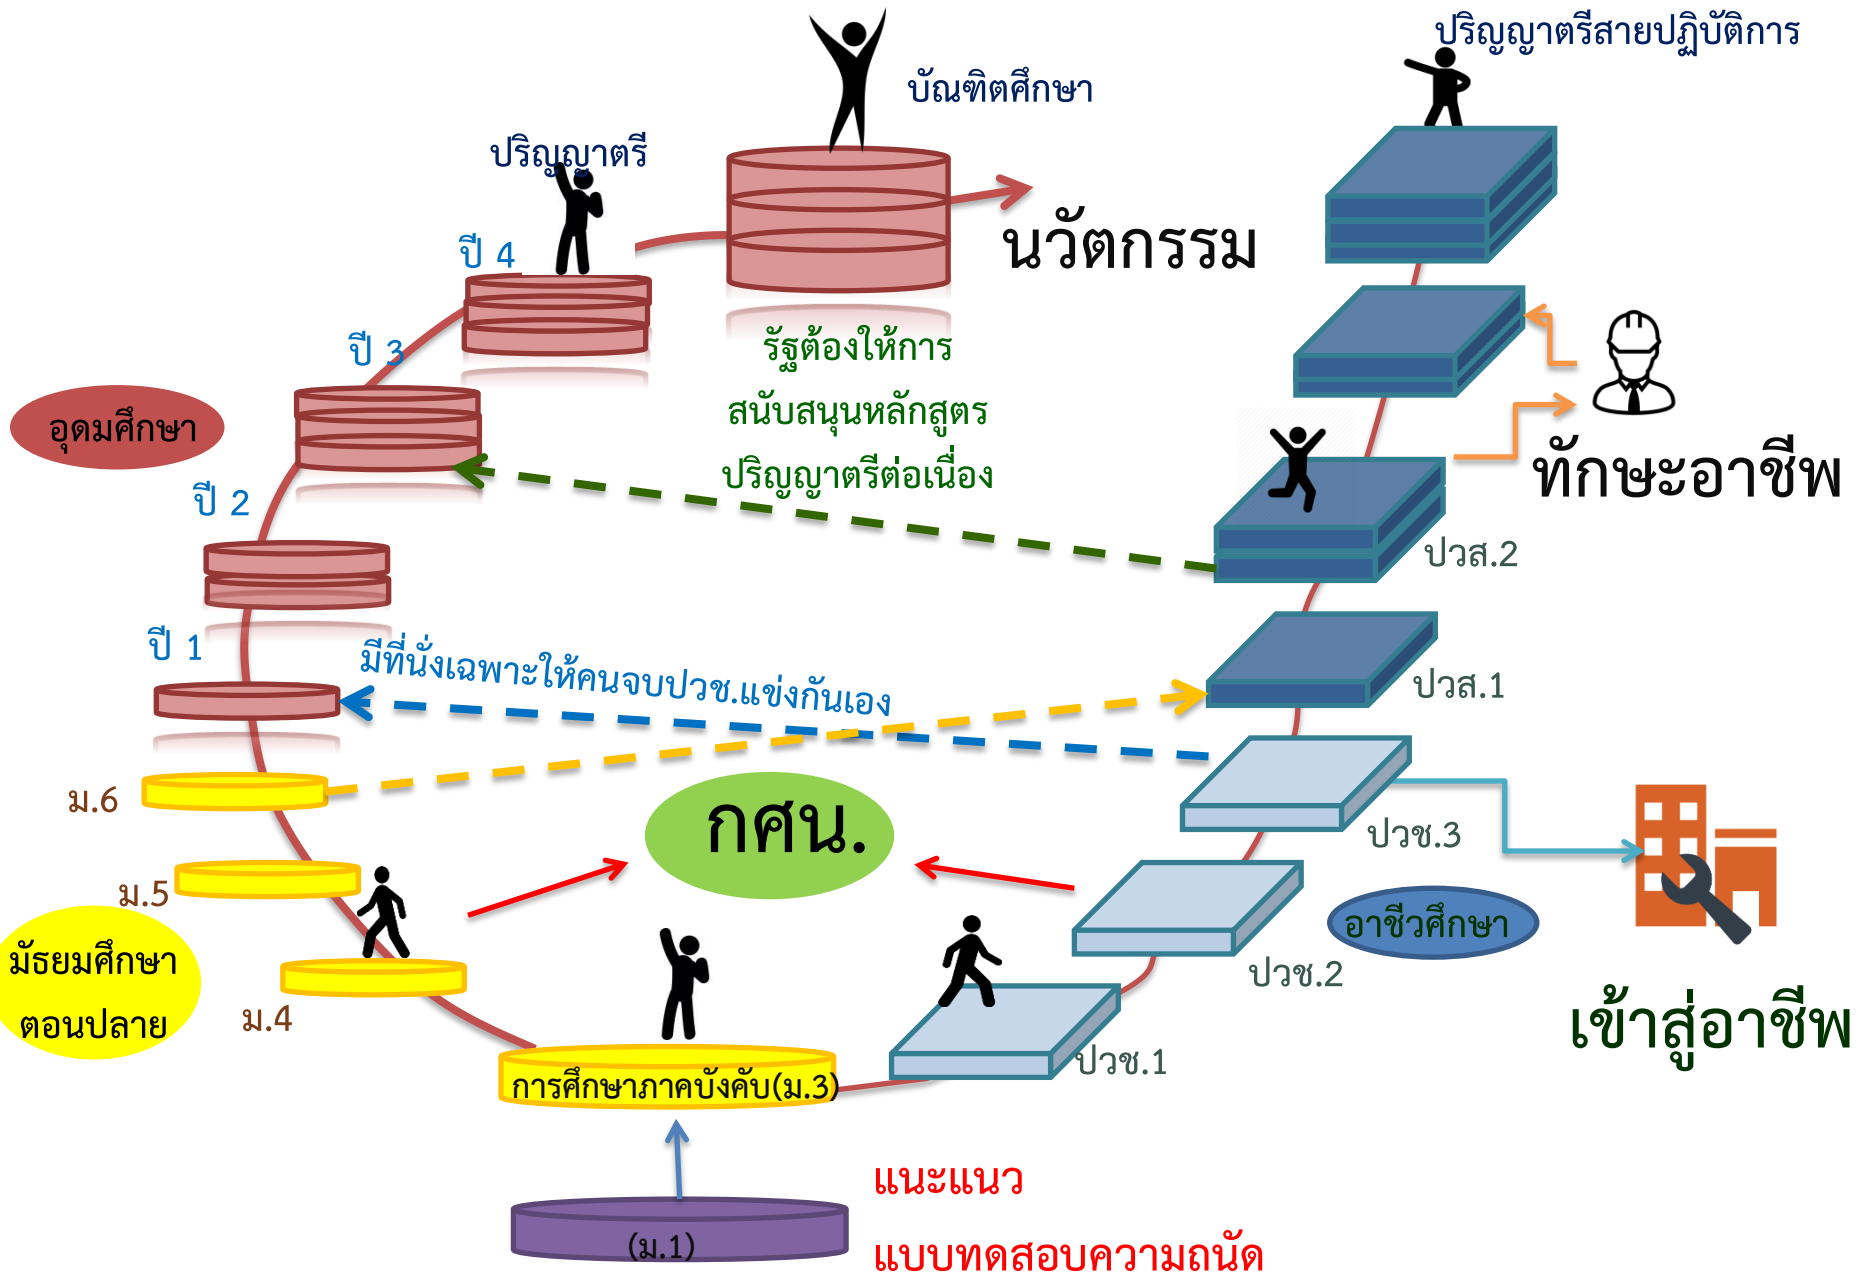 ปริญญาตรีสายปฏิบัติการ
บัณฑิตศึกษา
ปริญญาตรี
นวัตกรรม
ปี 4
ปี 3
รัฐต้องให้การ
สนับสนุนหลักสูตร
ปริญญาตรีต่อเนื่อง
อุดมศึกษา
ทักษะอาชีพ
ปี 2
ปวส.2
ปี 1
มีที่นั่งเฉพาะให้คนจบปวช.แข่งกันเอง
ปวส.1
ม.6
กศน.
ปวช.3
ม.5
อาชีวศึกษา
มัธยมศึกษา
ตอนปลาย
ปวช.2
ม.4
เข้าสู่อาชีพ
ปวช.1
การศึกษาภาคบังคับ(ม.3)
แนะแนว
(ม.1)
แบบทดสอบความถนัด